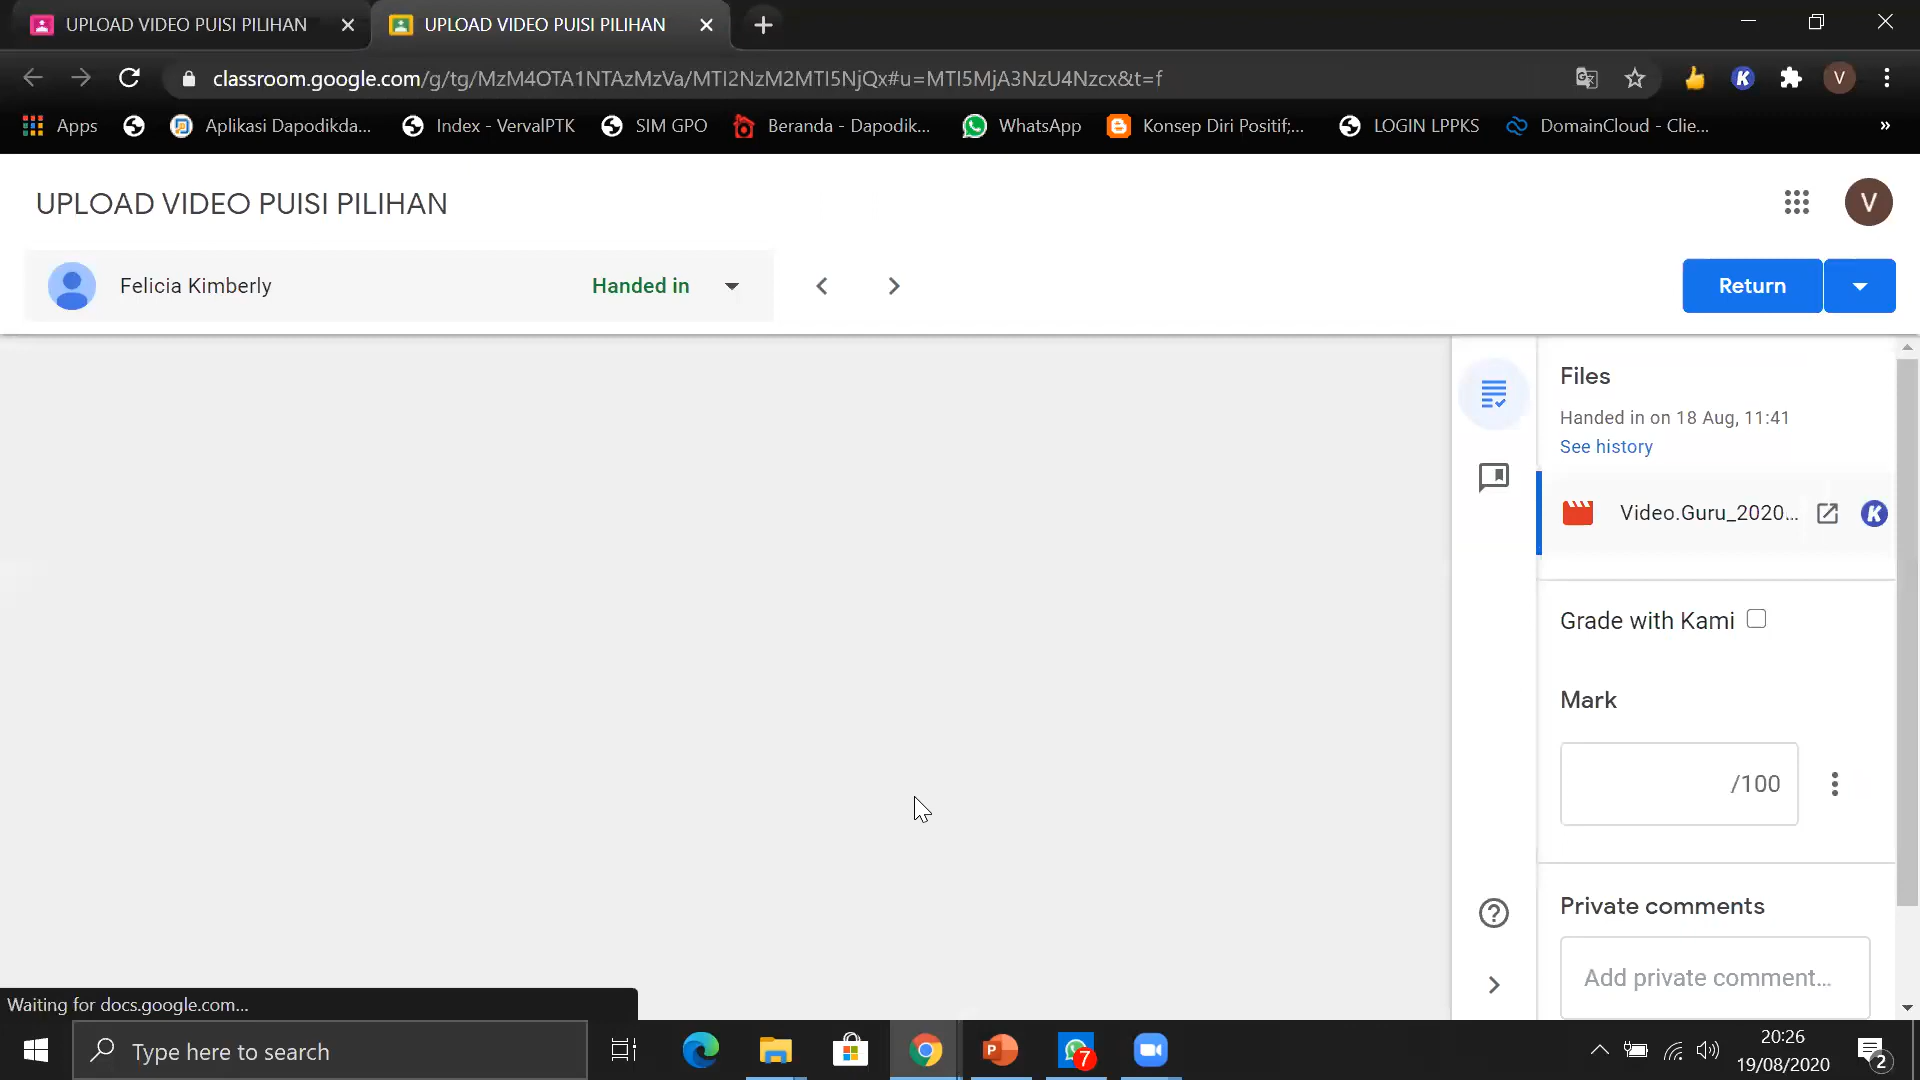 UPLOAD VIDEO PUISI PILIHAN
UPLOAD VIDEO PUISI PILIHAN
classroom.google.com/g/tg/MzM4OTA1NTAzMzVa/MTI2NzM2MTI5NjQx#u=MTI5MjA3NzU4Nzcx&t=f
K
V
Apps
Aplikasi Dapodikda...
Index - VervalPTK
SIM GPO
Beranda - Dapodik...
WhatsApp
Konsep Diri Positif;...
LOGIN LPPKS
DomainCloud - Clie...
»
UPLOAD VIDEO PUISI PILIHAN
V
Felicia Kimberly
Handed in
Return
Files
Handed in on 18 Aug, 11:41
See history
Video.Guru_2020...
K
Grade with Kami
Mark
/100
Private comments
Add private comment...
Waiting for docs.google.com...
Type here to search
P
7
20:26
19/08/2020
2